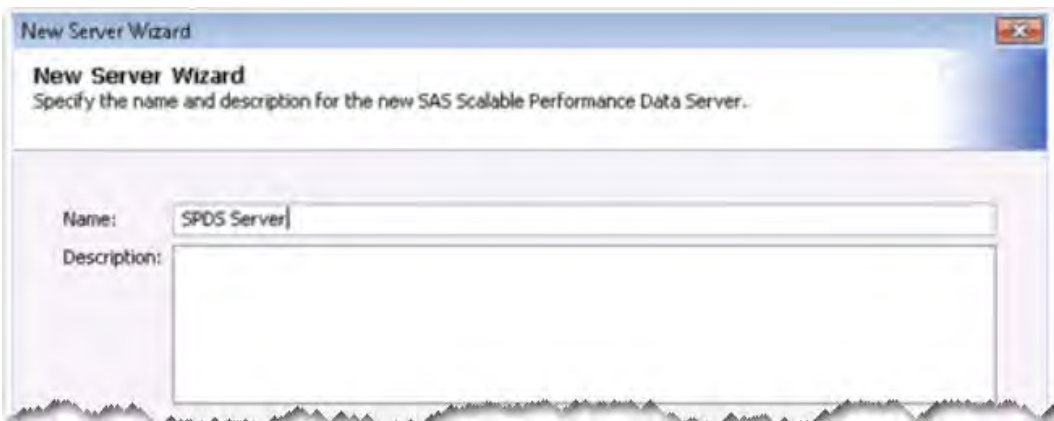 New Server Wizard
New Server Wizard
Specify the name and description for the new SAS Scalable Performance Data Server.
Name: SPDS Server
Description: